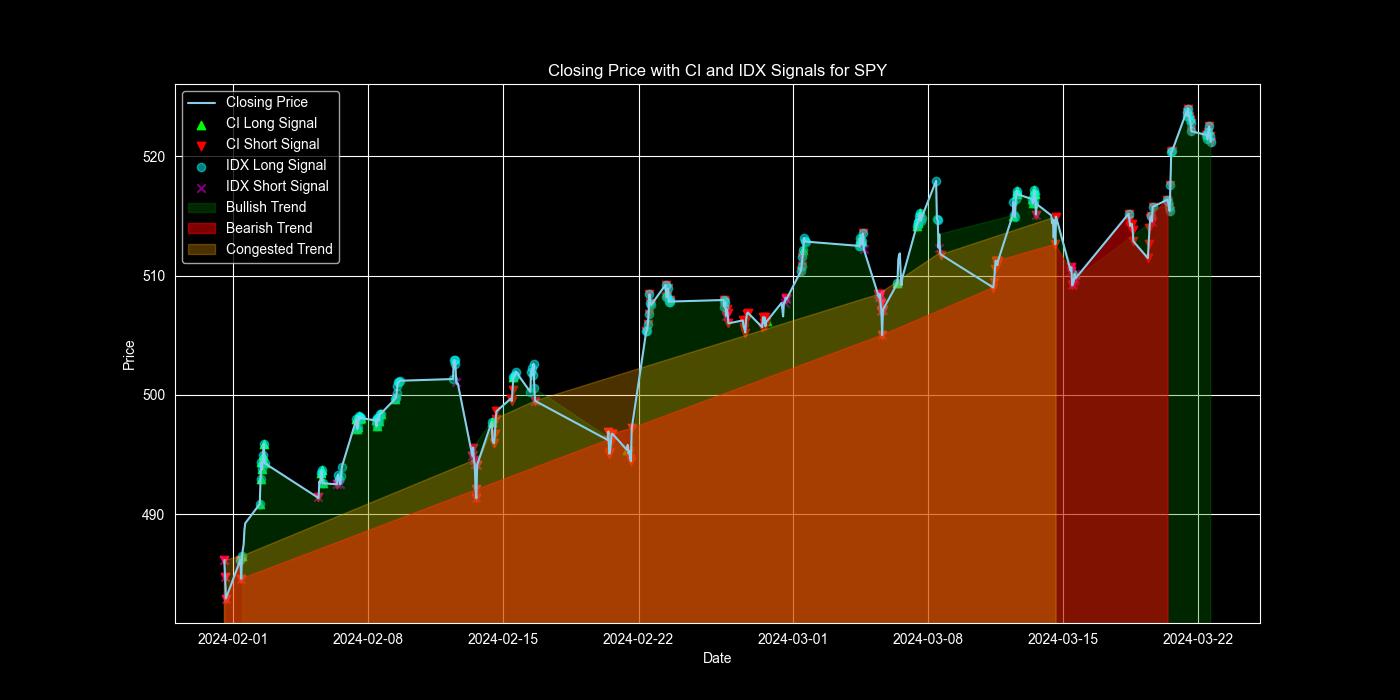 Closing Price with CI and IDX Signals for SPY
Closing Price
CI Long Signal
CI Short Signal
IDX Long Signal
IDX Short Signal
Bullish Trend
Bearish Trend
Congested Trend
520
510
500
490
Price
2024-02-01 2024-02-08 2024-02-15 2024-02-22 2024-03-01 2024-03-08 2024-03-15 2024-03-22
Date